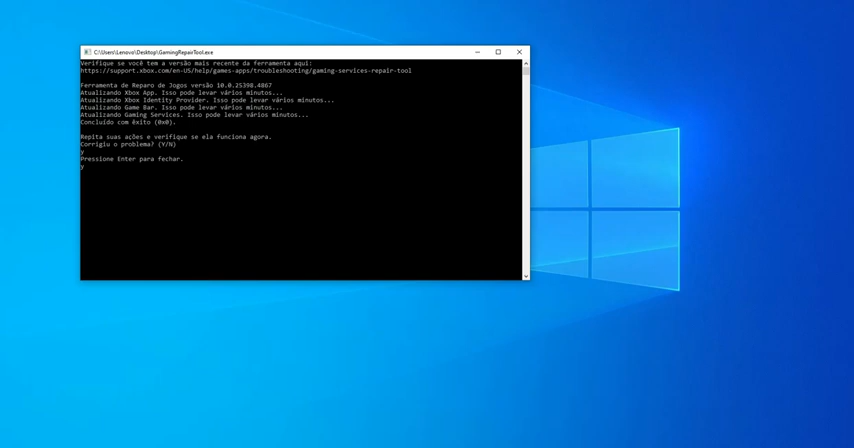 C:\Users\Lenovo\Desktop\GamingRepairTool.exe
Verifique se você tem a versão mais recente da ferramenta aqui:
https://support.xbox.com/en-US/help/games-apps/troubleshooting/gaming-services-repair-tool
Ferramenta de Reparo de Jogos versão 10.0.25398.4867
Atualizando Xbox App. Isso pode levar vários minutos...
Atualizando Xbox Identity Provider. Isso pode levar vários minutos...
Atualizando Game Bar. Isso pode levar vários minutos...
Atualizando Gaming Services. Isso pode levar vários minutos...
Concluído com êxito (0x0).
Repita suas ações e verifique se ela funciona agora.
Corrigiu o problema? (Y/N)
y
Pressione Enter para fechar.
y